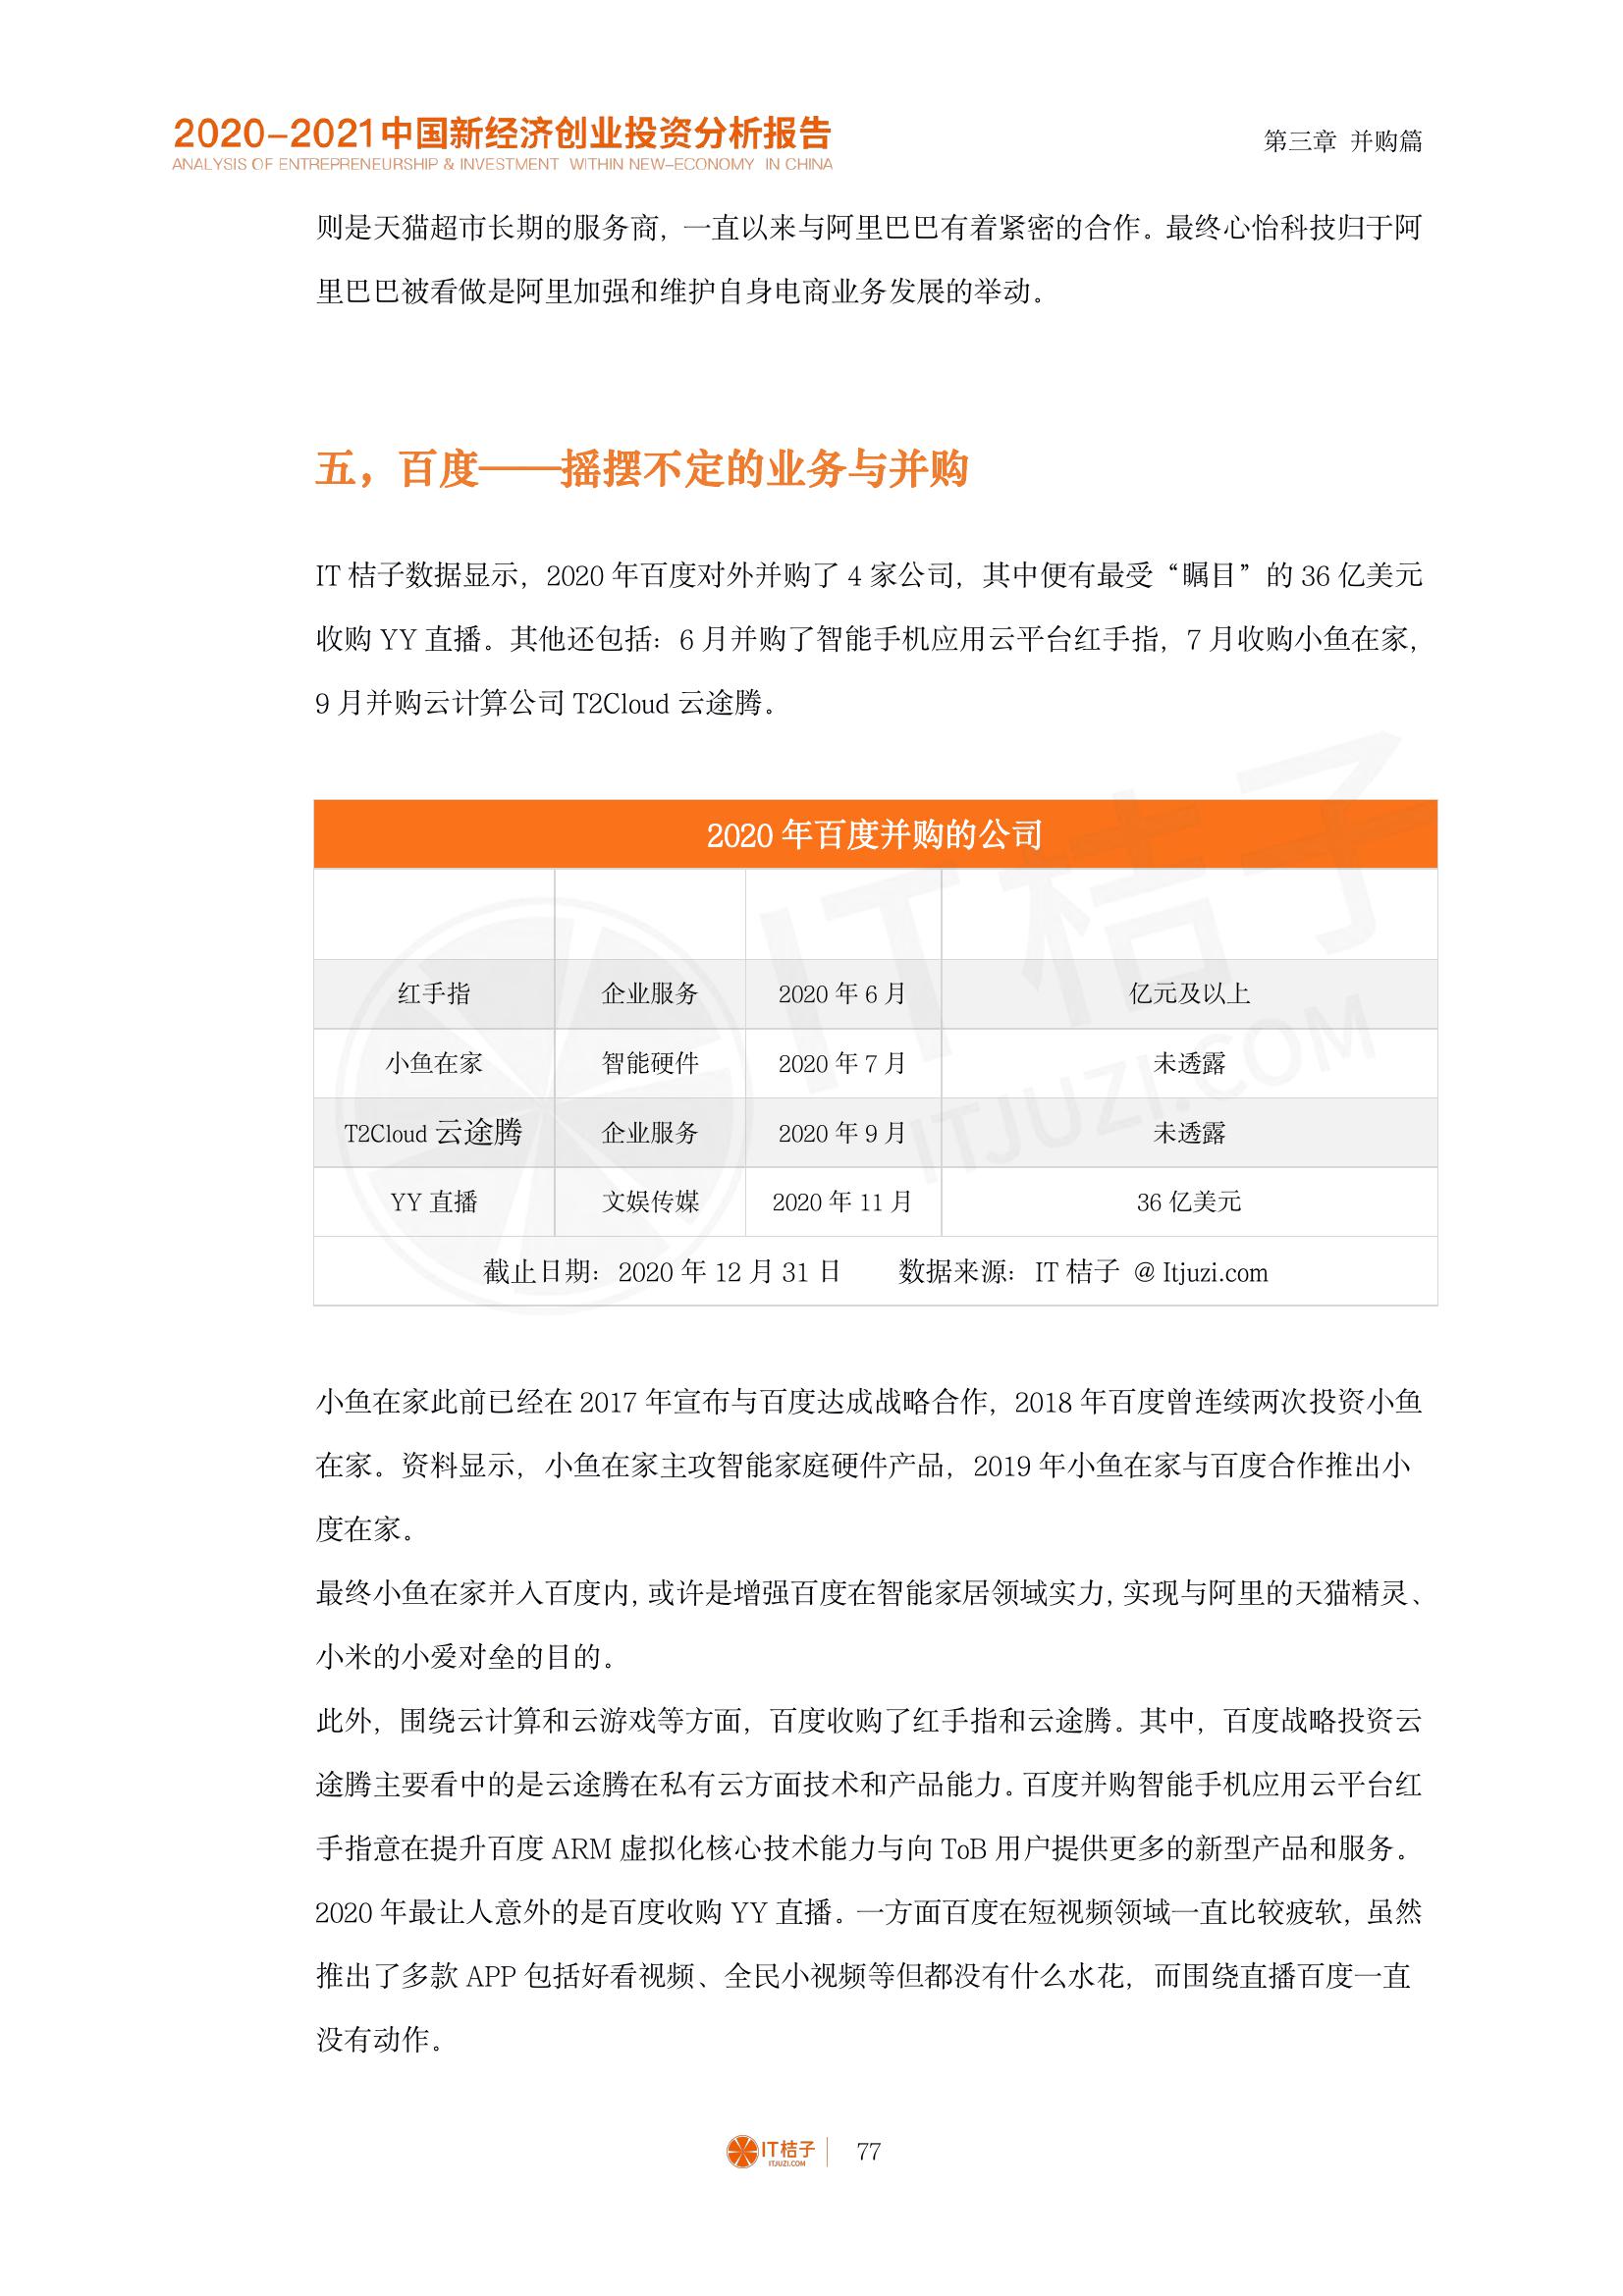 2020-2021中国新经济创业投资分析报告
ANALYSIS OF ENTREPRENEURSHIP & INVESTMENT WITHIN NEW-ECONOMY IN CHINA
第三章 并购篇
则是天猫超市长期的服务商，一直以来与阿里巴巴有着紧密的合作。最终心怡科技归于阿
里巴巴被看做是阿里加强和维护自身电商业务发展的举动。
五，百度——摇摆不定的业务与并购
IT 桔子数据显示，2020 年百度对外并购了 4 家公司，其中便有最受“瞩目”的 36 亿美元
收购 YY 直播。其他还包括：6 月并购了智能手机应用云平台红手指，7 月收购小鱼在家，
9 月并购云计算公司 T2Cloud 云途腾。
2020 年百度并购的公司
红手指 企业服务 2020 年 6 月 亿元及以上
小鱼在家 智能硬件 2020 年 7 月 未透露
T2Cloud 云途腾 企业服务 2020 年 9 月 未透露
YY 直播 文娱传媒 2020 年 11 月 36 亿美元
截止日期：2020 年 12 月 31 日 数据来源：IT 桔子 @ Itjuzi.com
IT桔子
ITJUZI.COM
小鱼在家此前已经在 2017 年宣布与百度达成战略合作，2018 年百度曾连续两次投资小鱼
在家。资料显示，小鱼在家主攻智能家庭硬件产品，2019 年小鱼在家与百度合作推出小
度在家。
最终小鱼在家并入百度内，或许是增强百度在智能家居领域实力，实现与阿里的天猫精灵、
小米的小爱对垒的目的。
此外，围绕云计算和云游戏等方面，百度收购了红手指和云途腾。其中，百度战略投资云
途腾主要看中的是云途腾在私有云方面技术和产品能力。百度并购智能手机应用云平台红
手指意在提升百度 ARM 虚拟化核心技术能力与向 ToB 用户提供更多的新型产品和服务。
2020 年最让人意外的是百度收购 YY 直播。一方面百度在短视频领域一直比较疲软，虽然
推出了多款 APP 包括好看视频、全民小视频等但都没有什么水花，而围绕直播百度一直
没有动作。
IT桔子
ITJUZI.COM
77